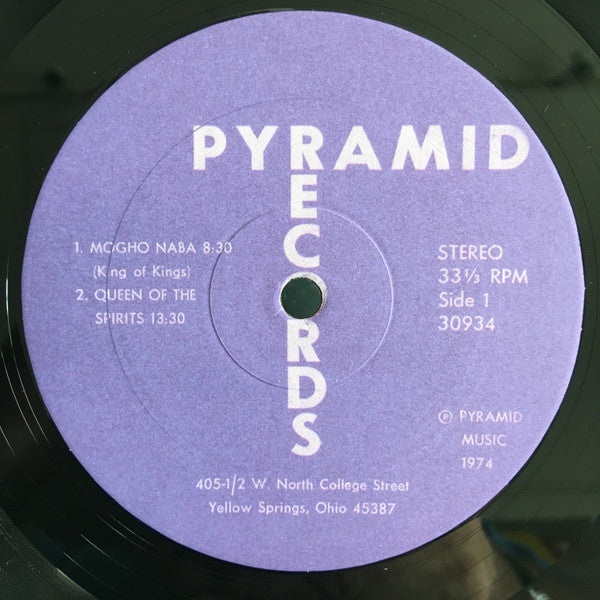 PYRAMID
RECORDS
1. MOGHO NABA 8:30
(King of Kings)
2. QUEEN OF THE
SPIRITS 13.30
STEREO
33⅓ RPM
Side 1
30934
℗ PYRAMID
MUSIC
1974
405-1/2 W. North College Street
Yellow Springs, Ohio 45387